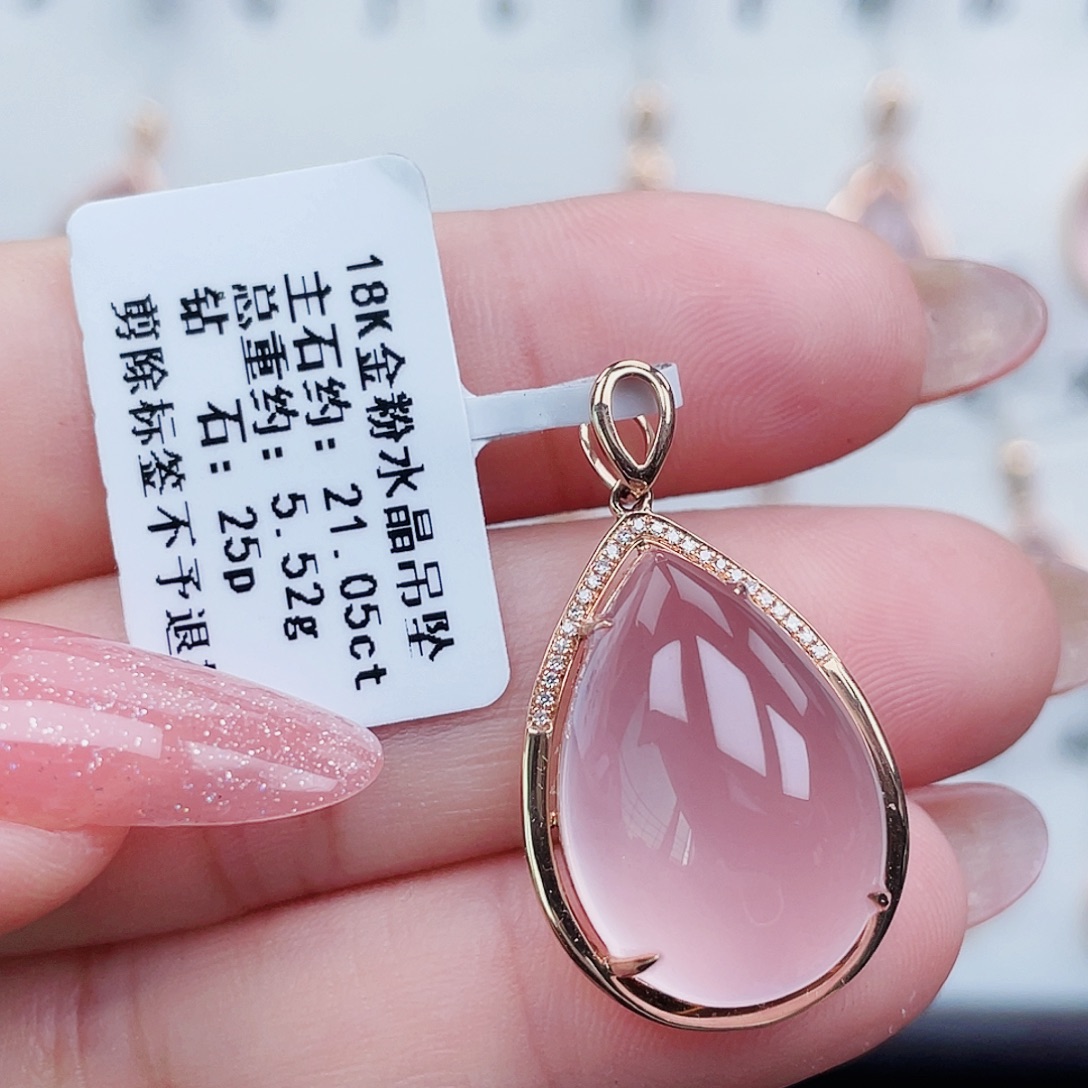 18K金粉水晶吊坠
主石约: 21.05ct
总重约: 5.52g
钻 石: 25p
剪除标签不予退